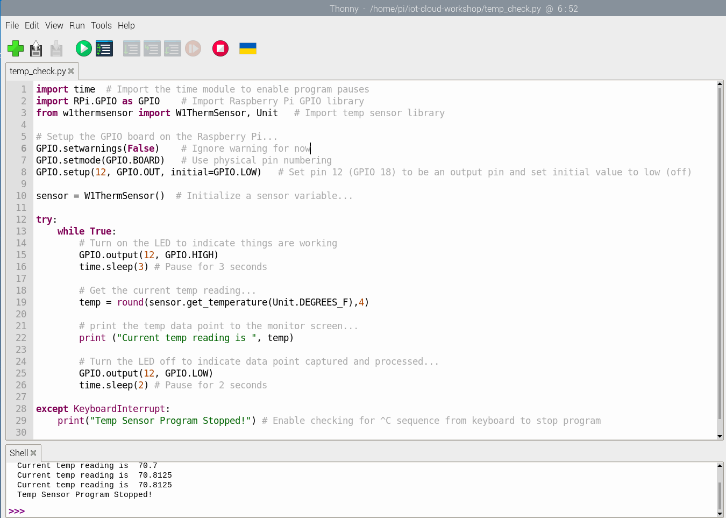 Thonny - /home/pi/iot-cloud-workshop/temp_check.py @ 6:52
File Edit View Run Tools Help
temp_check.py
1 import time # Import the time module to enable program pauses
2 import RPi.GPIO as GPIO # Import Raspberry Pi GPIO library
3 from w1thermsensor import W1ThermSensor, Unit # Import temp sensor library
4
5 # Setup the GPIO board on the Raspberry Pi...
6 GPIO.setwarnings(False) # Ignore warning for now
7 GPIO.setmode(GPIO.BOARD) # Use physical pin numbering
8 GPIO.setup(12, GPIO.OUT, initial=GPIO.LOW) # Set pin 12 (GPIO 18) to be an output pin and set initial value to low (off)
9
10 sensor = W1ThermSensor() # Initialize a sensor variable...
11
12 try:
13 while True:
14 # Turn on the LED to indicate things are working
15 GPIO.output(12, GPIO.HIGH)
16 time.sleep(3) # Pause for 3 seconds
17
18 # Get the current temp reading...
19 temp = round(sensor.get_temperature(Unit.DEGREES_F),4)
20
21 # print the temp data point to the monitor screen...
22 print ("Current temp reading is ", temp)
23
24 # Turn the LED off to indicate data point captured and processed...
25 GPIO.output(12, GPIO.LOW)
26 time.sleep(2) # Pause for 2 seconds
27
28 except KeyboardInterrupt:
29 print("Temp Sensor Program Stopped!") # Enable checking for ^C sequence from keyboard to stop program
30
Shell
Current temp reading is 70.7
Current temp reading is 70.8125
Current temp reading is 70.8125
Temp Sensor Program Stopped!
>>>